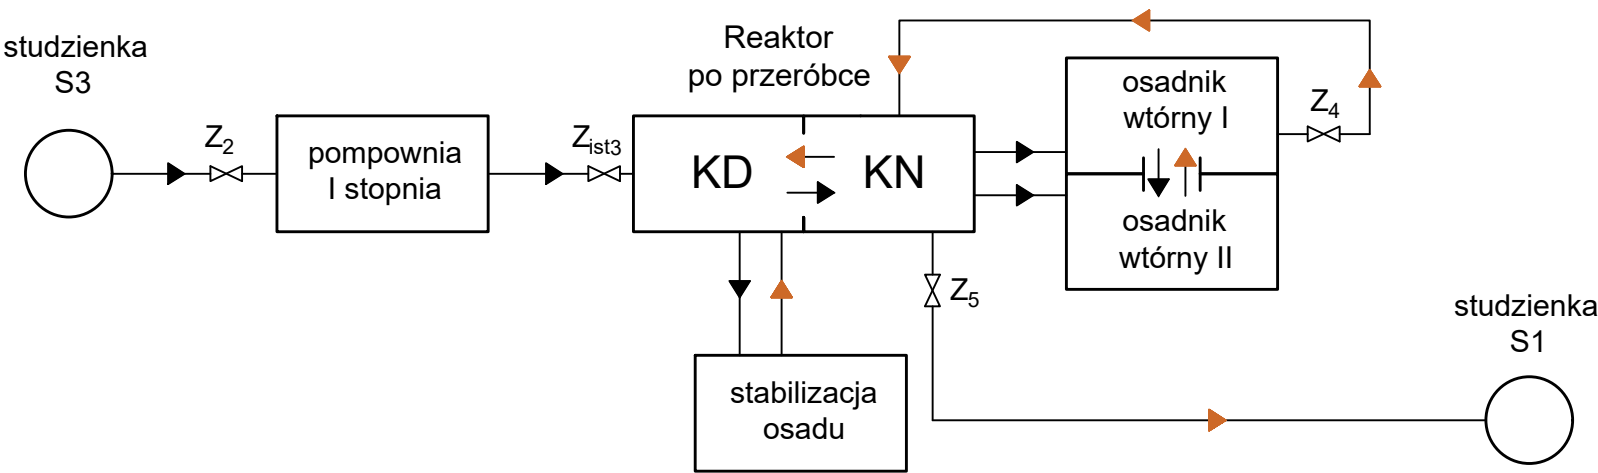 studzienka
S3
Z2
pompownia
I stopnia
Zist3
Reaktor
po przeróbce
KD
KN
osadnik
wtórny I
osadnik
wtórny II
Z4
Z5
stabilizacja
osadu
studzienka
S1